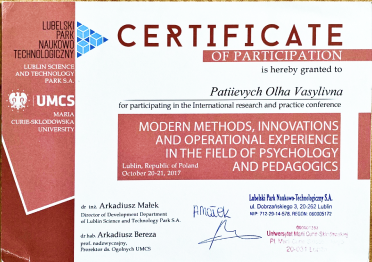 LUBELSKI
PARK
NAUKOWO
TECHNOLOGICZNY
LUBLIN SCIENCE
AND TECHNOLOGY
PARK S.A.
UMCS
MARIA
CURIE-SKLODOWSKA
UNIVERSITY
CERTIFICATE
OF PARTICIPATION
is hereby granted to
Patiievych Olha Vasylivna
for participating in the International research and practice conference
MODERN METHODS, INNOVATIONS
AND OPERATIONAL EXPERIENCE
IN THE FIELD OF PSYCHOLOGY
AND PEDAGOGICS
Lublin, Republic of Poland
October 20-21, 2017
dr inż. Arkadiusz Małek
Director of Development Department
of Lublin Science and Technology Park S.A.
dr hab. Arkadiusz Bereza
prof. nadzwyczajny,
Prorektor ds. Ogólnych UMCS
AMałek
Lubelski Park Naukowo-Technologiczny S.A.
ul. Dobrzańskiego 3, 20-262 Lublin
NIP 712-29-14-578, REGON
Uniwersytet Marii Curie-Skłodowskiej